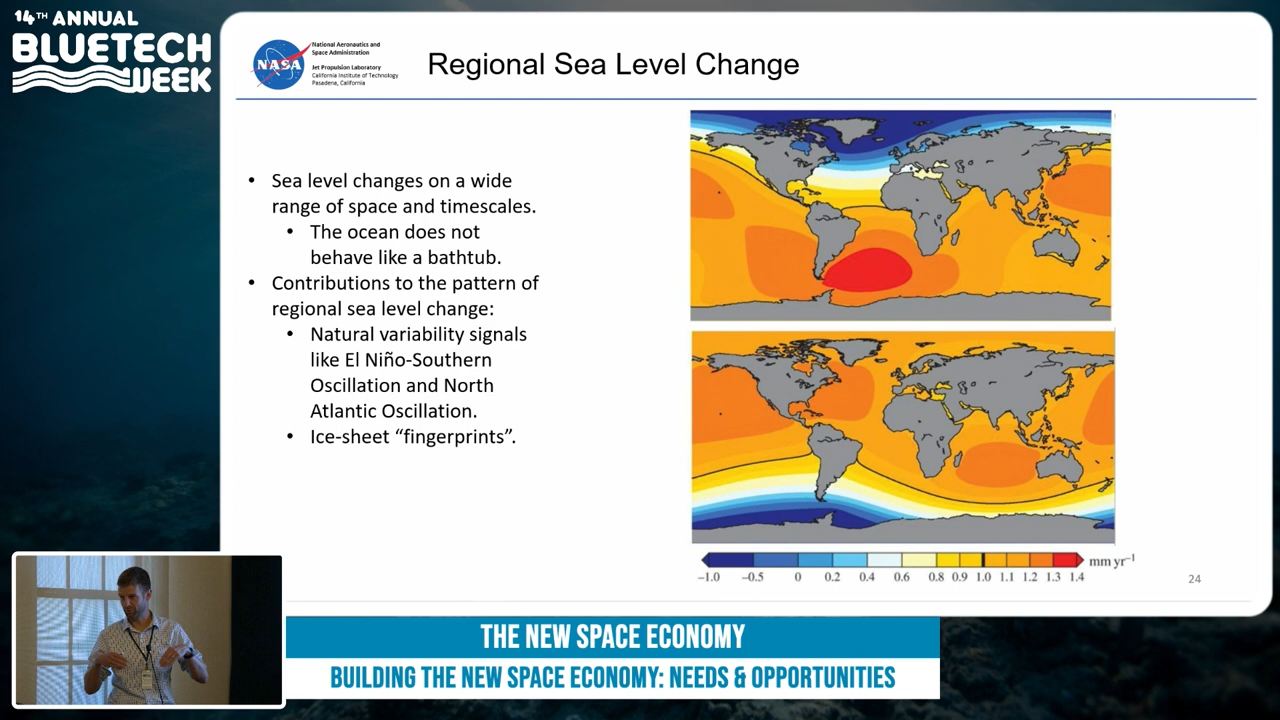 14TH ANNUAL
BLUETECH
WEEK
NASA
National Aeronautics and
Space Administration
Jet Propulsion Laboratory
California Institute of Technology
Pasadena, California
Regional Sea Level Change
• Sea level changes on a wide
range of space and timescales.
• The ocean does not
behave like a bathtub.
• Contributions to the pattern of
regional sea level change:
• Natural variability signals
like El Niño-Southern
Oscillation and North
Atlantic Oscillation.
• Ice-sheet “fingerprints”.
−1.0 −0.5 0 0.2 0.4 0.6 0.8 0.9 1.0 1.1 1.2 1.3 1.4 mm yr⁻¹
24
THE NEW SPACE ECONOMY
BUILDING THE NEW SPACE ECONOMY: NEEDS & OPPORTUNITIES